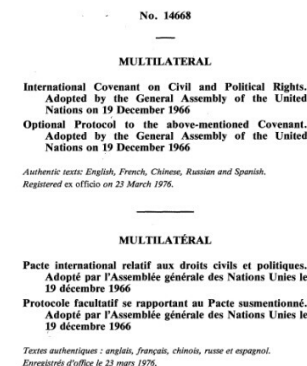 No. 14668
MULTILATERAL
International Covenant on Civil and Political Rights.
Adopted by the General Assembly of the United
Nations on 19 December 1966
Optional Protocol to the above-mentioned Covenant.
Adopted by the General Assembly of the United
Nations on 19 December 1966
Authentic texts: English, French, Chinese, Russian and Spanish.
Registered ex officio on 23 March 1976.
MULTILATÉRAL
Pacte international relatif aux droits civils et politiques.
Adopté par l'Assemblée générale des Nations Unies le
19 décembre 1966
Protocole facultatif se rapportant au Pacte susmentionné.
Adopté par l'Assemblée générale des Nations Unies le
19 décembre 1966
Textes authentiques : anglais, français, chinois, russe et espagnol.
Enregistrés d'office le 23 mars 1976.